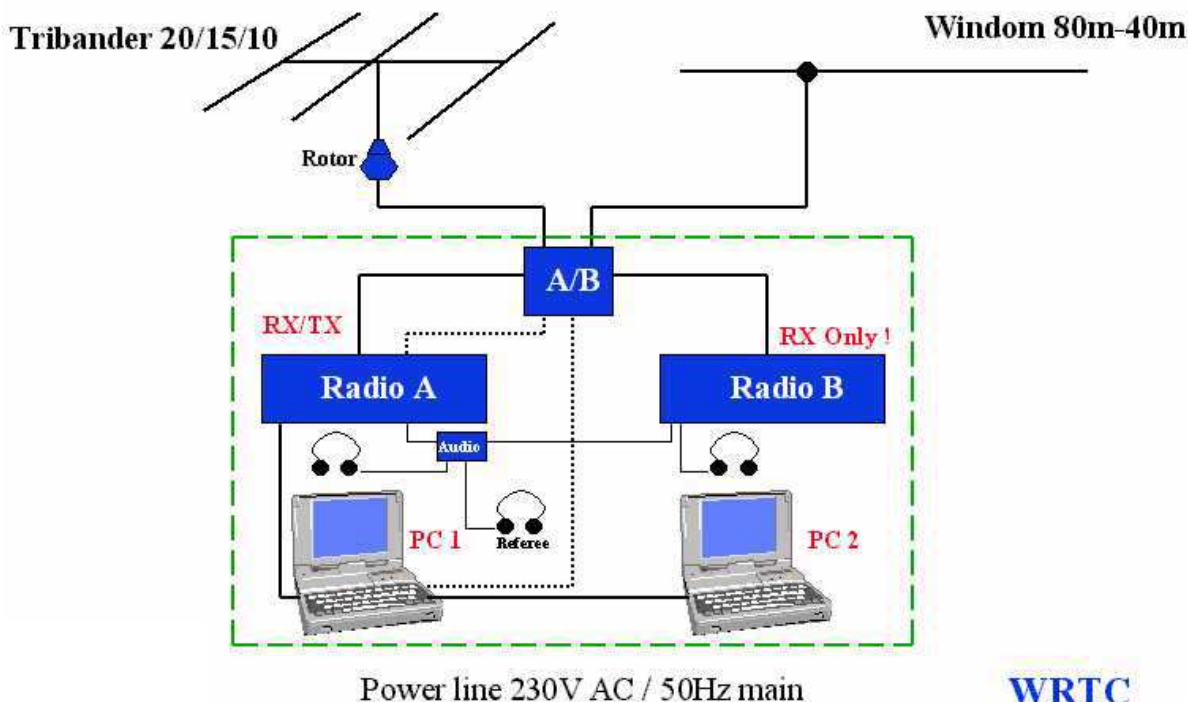 Tribander 20/15/10
Windom 80m-40m
Rotor
A/B
RX/TX
RX Only !
Radio A
Radio B
Audio
PC 1
Referee
PC 2
Power line 230V AC / 50Hz main
WRTC